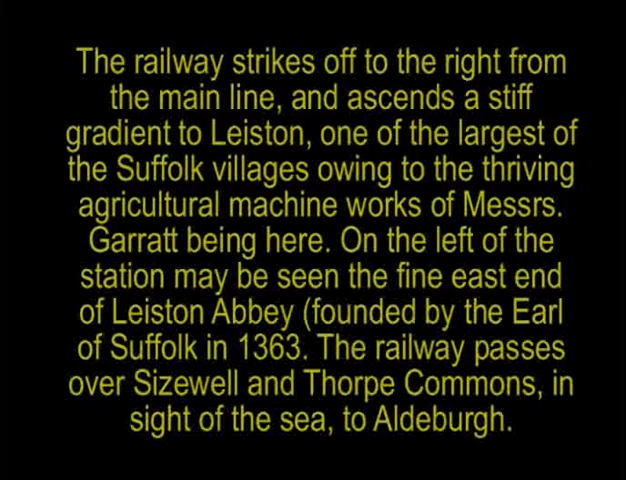 The railway strikes off to the right from
the main line, and ascends a stiff
gradient to Leiston, one of the largest of
the Suffolk villages owing to the thriving
agricultural machine works of Messrs.
Garratt being here. On the left of the
station may be seen the fine east end
of Leiston Abbey (founded by the Earl
of Suffolk in 1363. The railway passes
over Sizewell and Thorpe Commons, in
sight of the sea, to Aldeburgh.